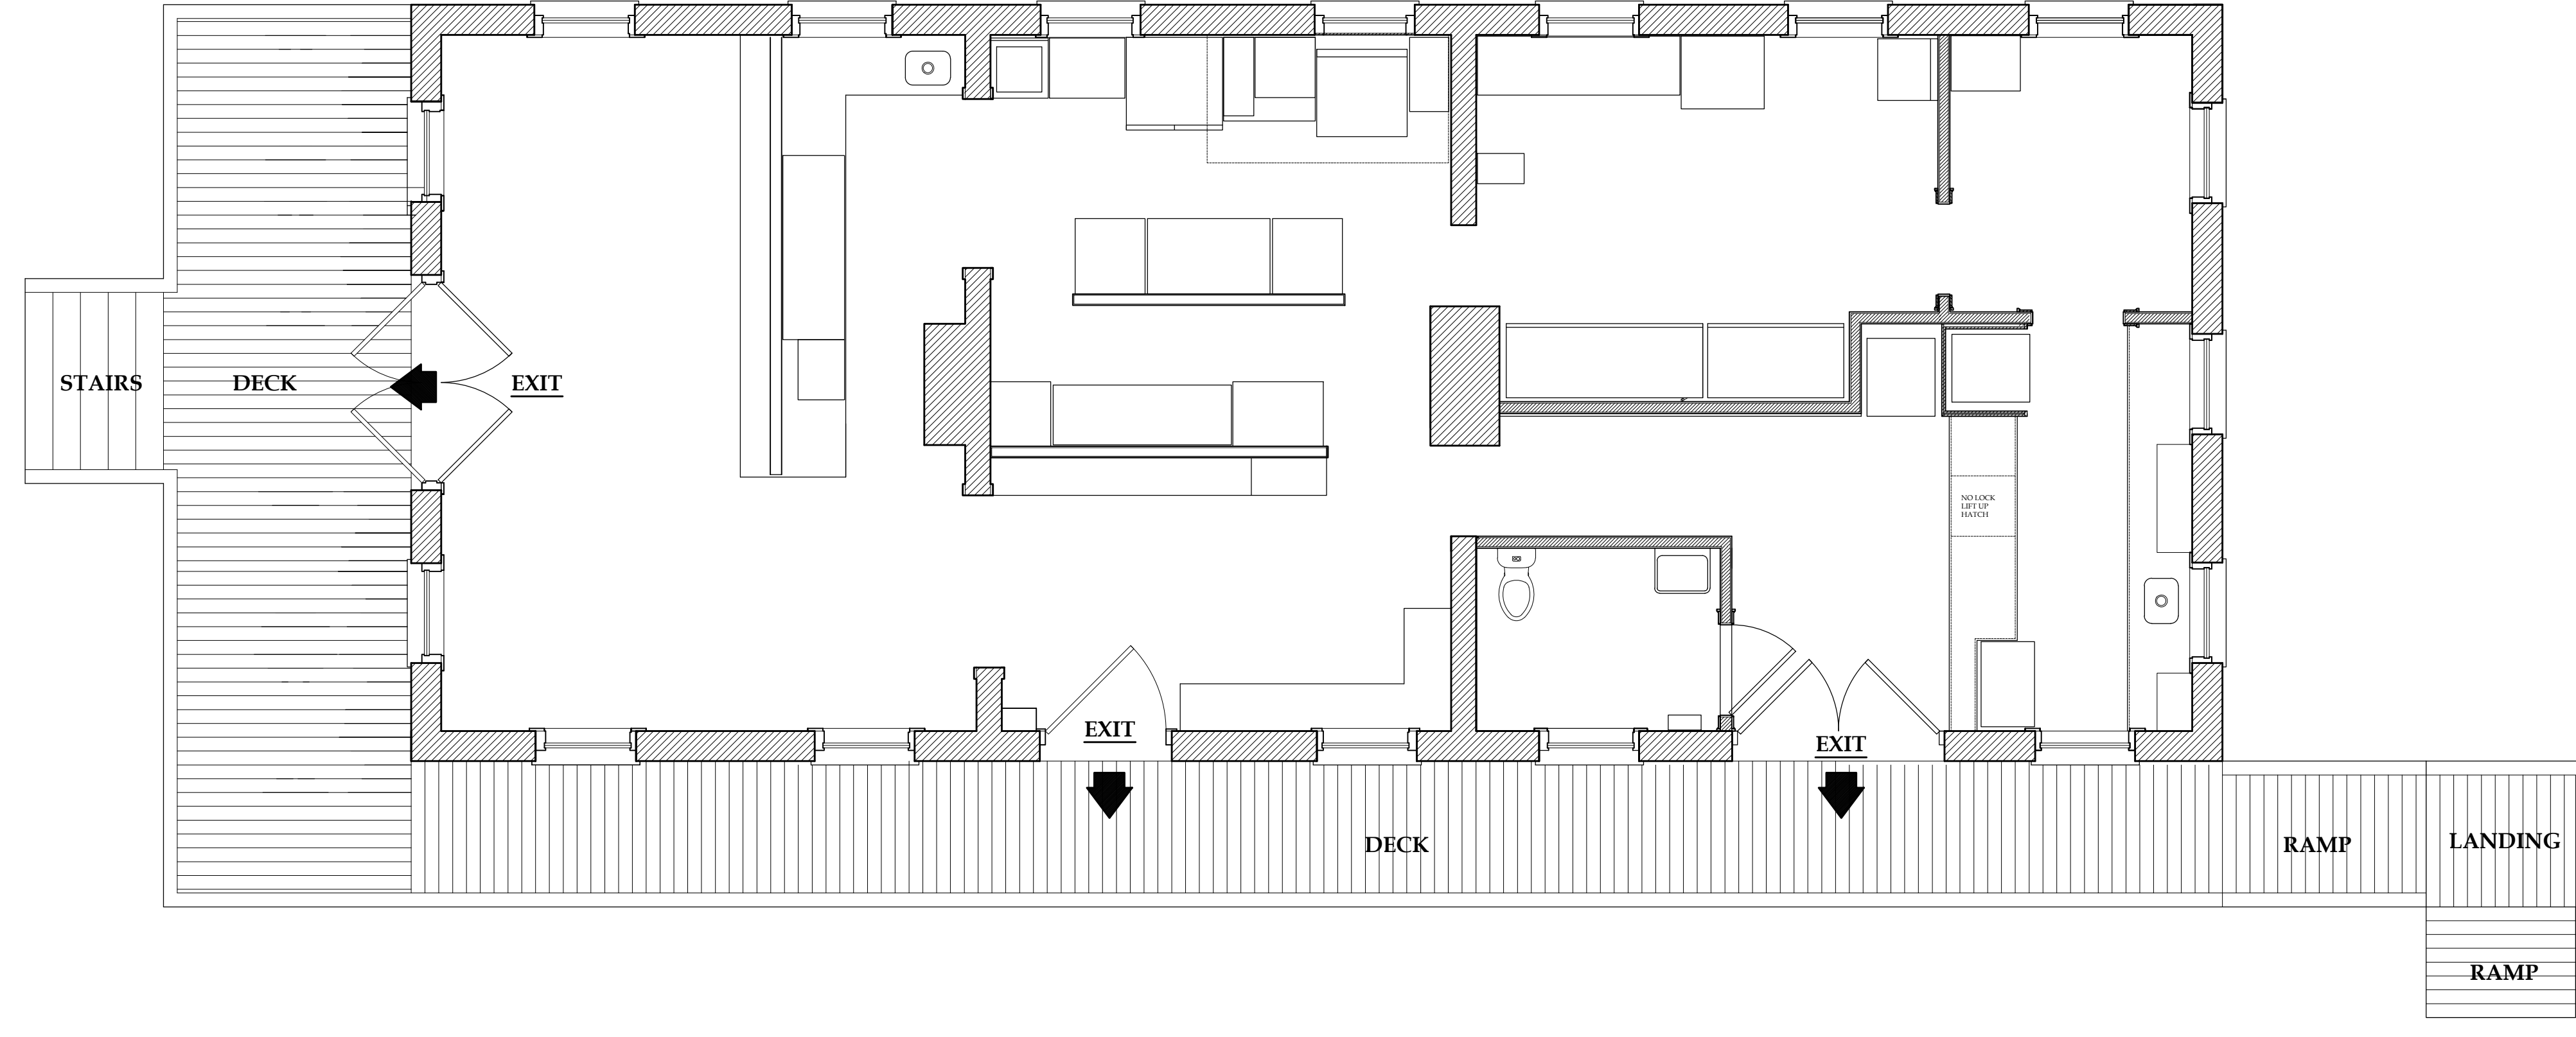 STAIRS
DECK
EXIT
NO LOCK
LIFT UP
HATCH
EXIT
EXIT
DECK
RAMP
LANDING
RAMP